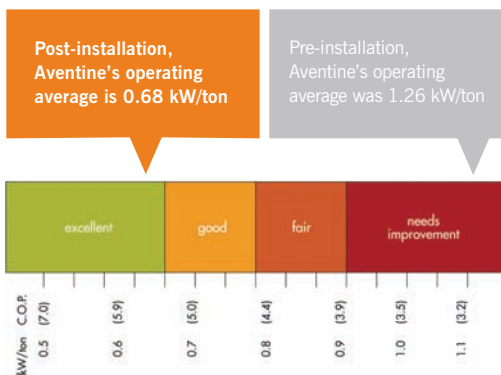 Post-installation,
Aventine's operating
average is 0.68 kW/ton
Pre-installation,
Aventine's operating
average was 1.26 kW/ton
excellent
good
fair
needs
improvement
C.O.P. (7.0) (5.9) (5.0) (4.4) (3.9) (3.5) (3.2)
kW/ton 0.5 0.6 0.7 0.8 0.9 1.0 1.1